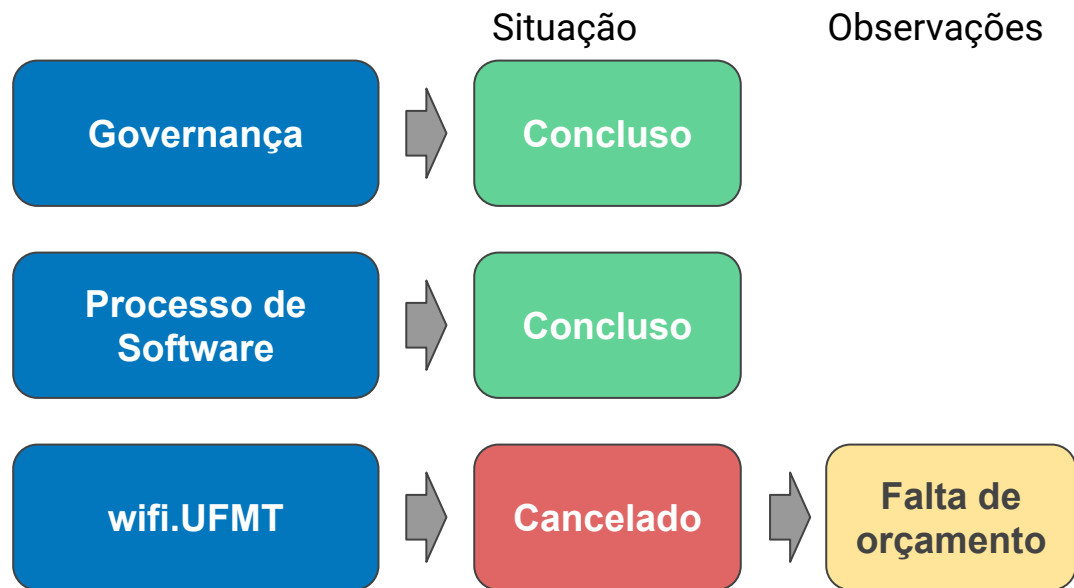 Situação
Observações
Governança
Concluso
Processo de
Software
Concluso
wifi.UFMT
Cancelado
Falta de
orçamento